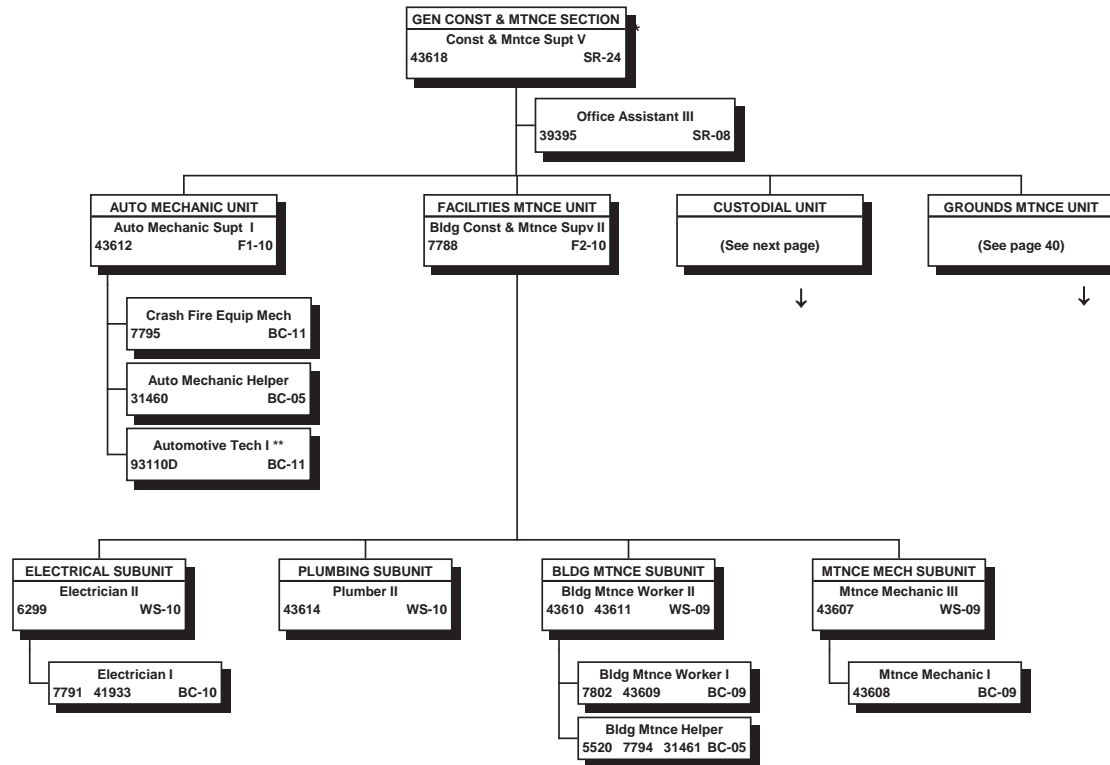 GEN CONST & MTNCE SECTION
Const & Mntce Supt V *
43618 SR-24
Office Assistant III
39395 SR-08
AUTO MECHANIC UNIT
Auto Mechanic Supt I
43612 F1-10
FACILITIES MTNCE UNIT
Bldg Const & Mtnce Supv II
7788 F2-10
CUSTODIAL UNIT
(See next page)
↓
GROUNDS MTNCE UNIT
(See page 40)
↓
Crash Fire Equip Mech
7795 BC-11
Auto Mechanic Helper
31460 BC-05
Automotive Tech I **
93110D BC-11
ELECTRICAL SUBUNIT
Electrician II
6299 WS-10
Electrician I
7791 41933 BC-10
PLUMBING SUBUNIT
Plumber II
43614 WS-10
BLDG MTNCE SUBUNIT
Bldg Mtnce Worker II
43610 43611 WS-09
Bldg Mtnce Worker I
7802 43609 BC-09
Bldg Mtnce Helper
5520 7794 31461 BC-05
MTNCE MECH SUBUNIT
Mtnce Mechanic III
43607 WS-09
Mtnce Mechanic I
43608 BC-09